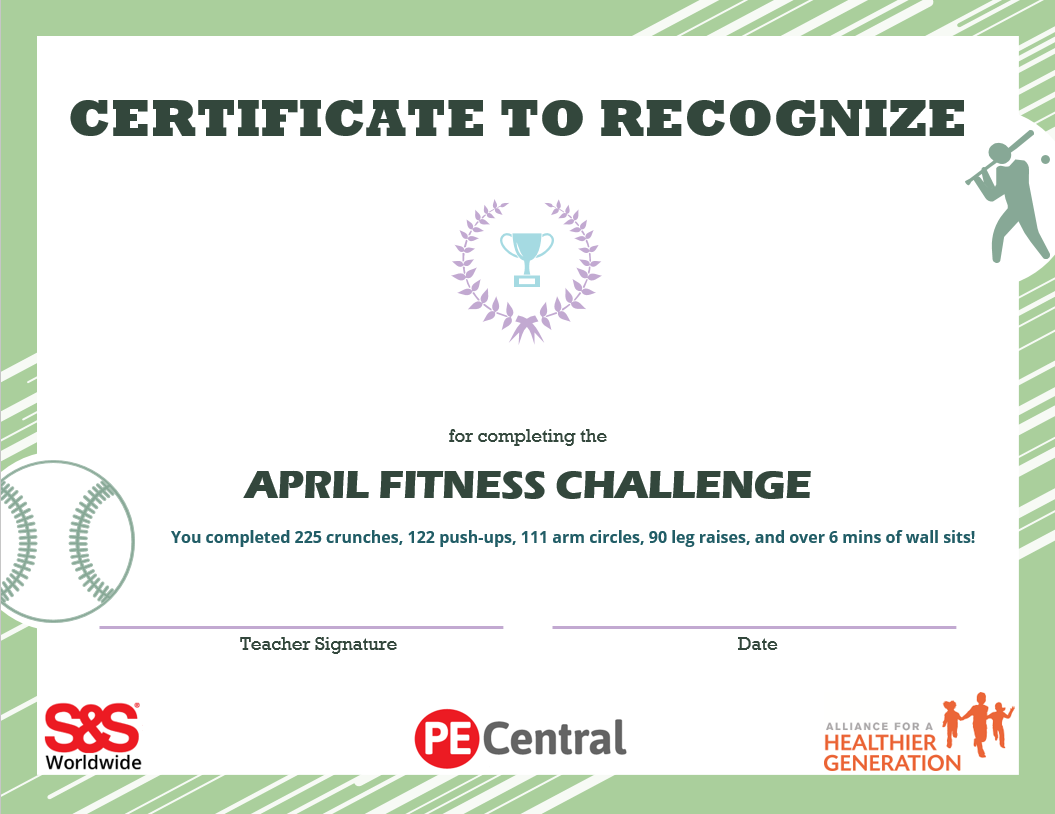 CERTIFICATE TO RECOGNIZE
for completing the
APRIL FITNESS CHALLENGE
You completed 225 crunches, 122 push-ups, 111 arm circles, 90 leg raises, and over 6 mins of wall sits!
Teacher Signature
Date
S&S®
Worldwide
PE Central
ALLIANCE FOR A
HEALTHIER
GENERATION